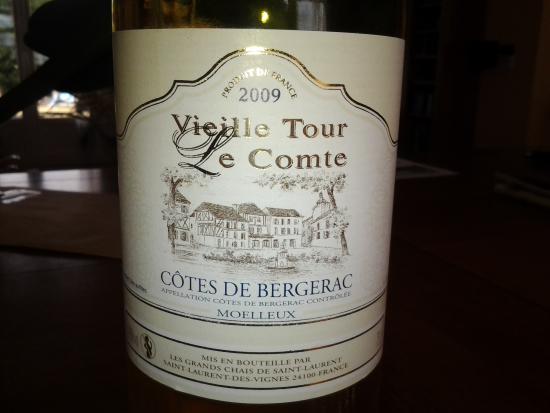 PRODUIT DE FRANCE
2009
Vieille Tour
Le Comte
CÔTES DE BERGERAC
APPELLATION CÔTES DE BERGERAC CONTRÔLÉE
MOELLEUX
MIS EN BOUTEILLE PAR
LES GRANDS CHAIS DE SAINT-LAURENT
SAINT-LAURENT-DES-VIGNES 24100-FRANCE